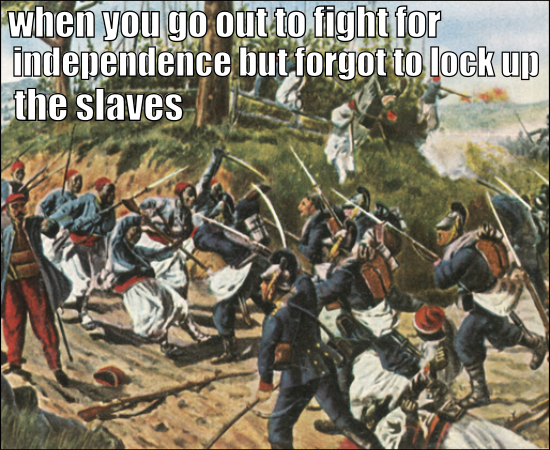 when you go out to fight for
independence but forgot to lock up
the slaves